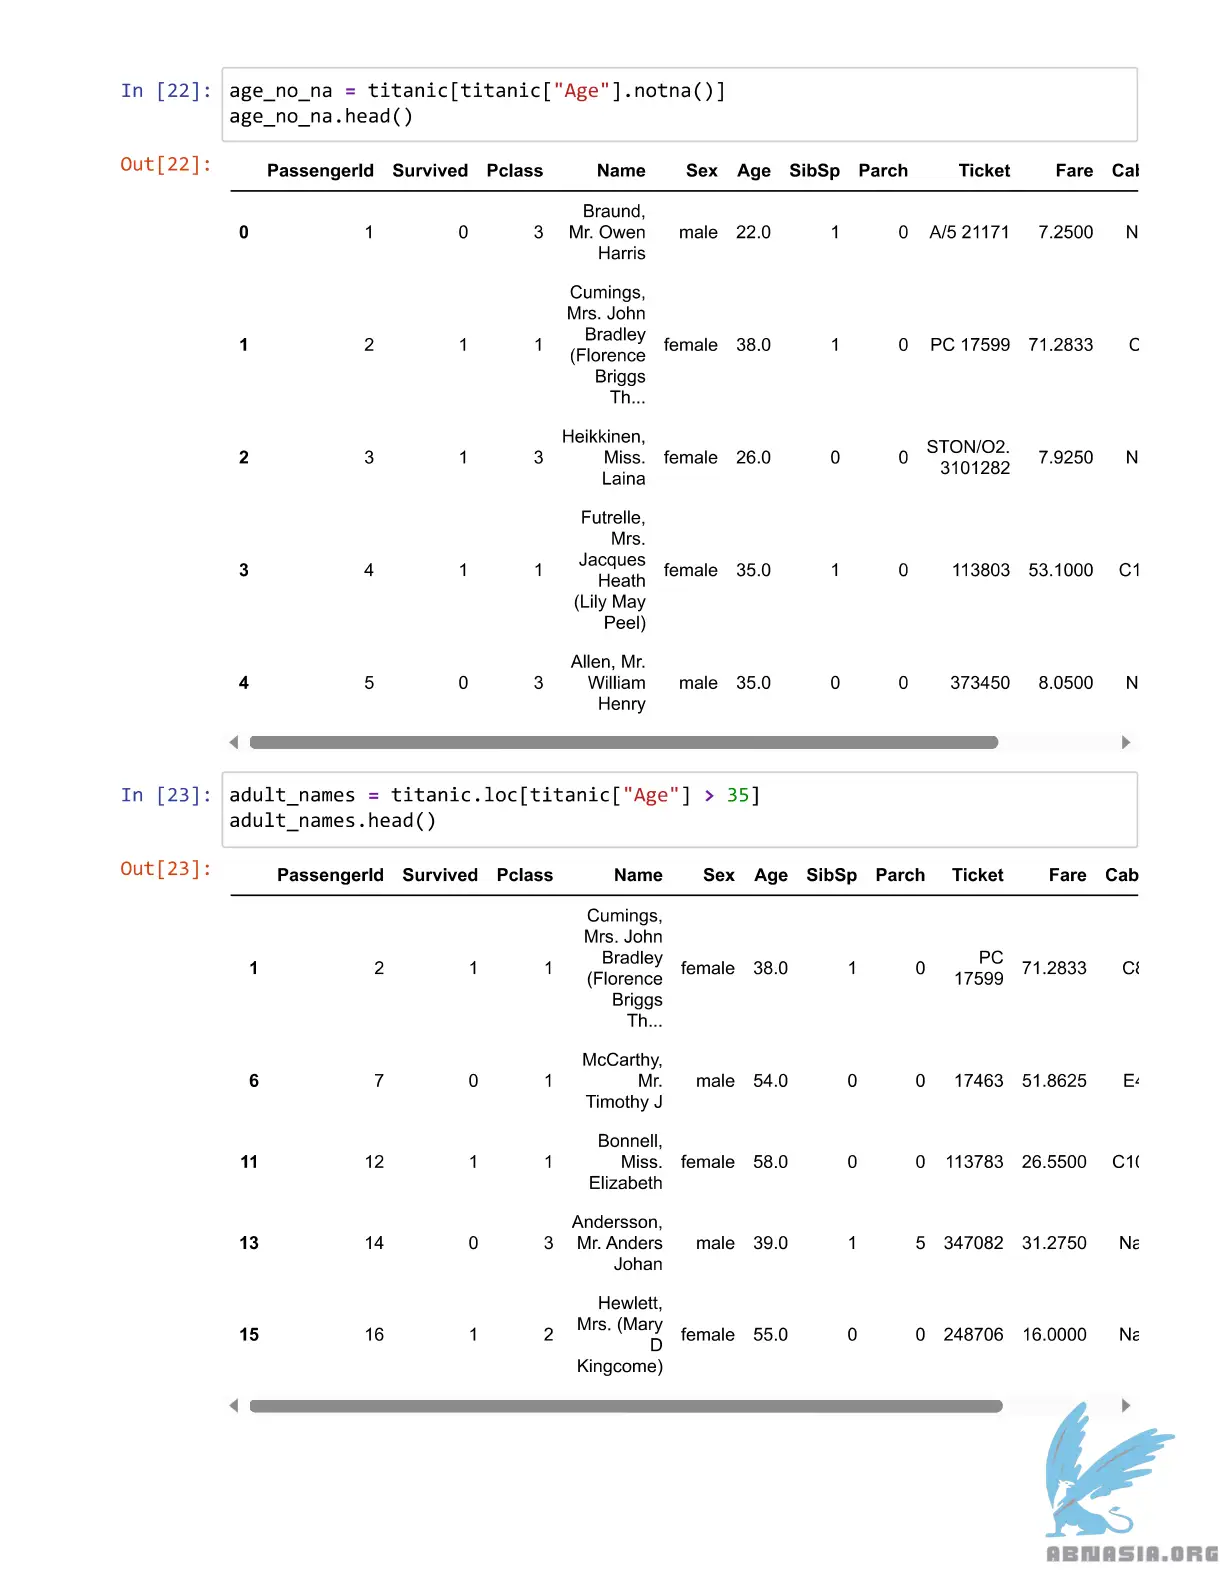 In [22]: age_no_na = titanic[titanic["Age"].notna()]
age_no_na.head()
Out[22]:
PassengerId Survived Pclass Name Sex Age SibSp Parch Ticket Fare Cab
0 1 0 3 Braund, Mr. Owen Harris male 22.0 1 0 A/5 21171 7.2500 N
1 2 1 1 Cumings, Mrs. John Bradley (Florence Briggs Th... female 38.0 1 0 PC 17599 71.2833 C
2 3 1 3 Heikkinen, Miss. Laina female 26.0 0 0 STON/O2. 3101282 7.9250 N
3 4 1 1 Futrelle, Mrs. Jacques Heath (Lily May Peel) female 35.0 1 0 113803 53.1000 C1
4 5 0 3 Allen, Mr. William Henry male 35.0 0 0 373450 8.0500 N
In [23]: adult_names = titanic.loc[titanic["Age"] > 35]
adult_names.head()
Out[23]:
PassengerId Survived Pclass Name Sex Age SibSp Parch Ticket Fare Cab
1 2 1 1 Cumings, Mrs. John Bradley (Florence Briggs Th... female 38.0 1 0 PC 17599 71.2833 C8
6 7 0 1 McCarthy, Mr. Timothy J male 54.0 0 0 17463 51.8625 E4
11 12 1 1 Bonnell, Miss. Elizabeth female 58.0 0 0 113783 26.5500 C10
13 14 0 3 Andersson, Mr. Anders Johan male 39.0 1 5 347082 31.2750 Na
15 16 1 2 Hewlett, Mrs. (Mary D Kingcome) female 55.0 0 0 248706 16.0000 Na
ABNASIA.ORG